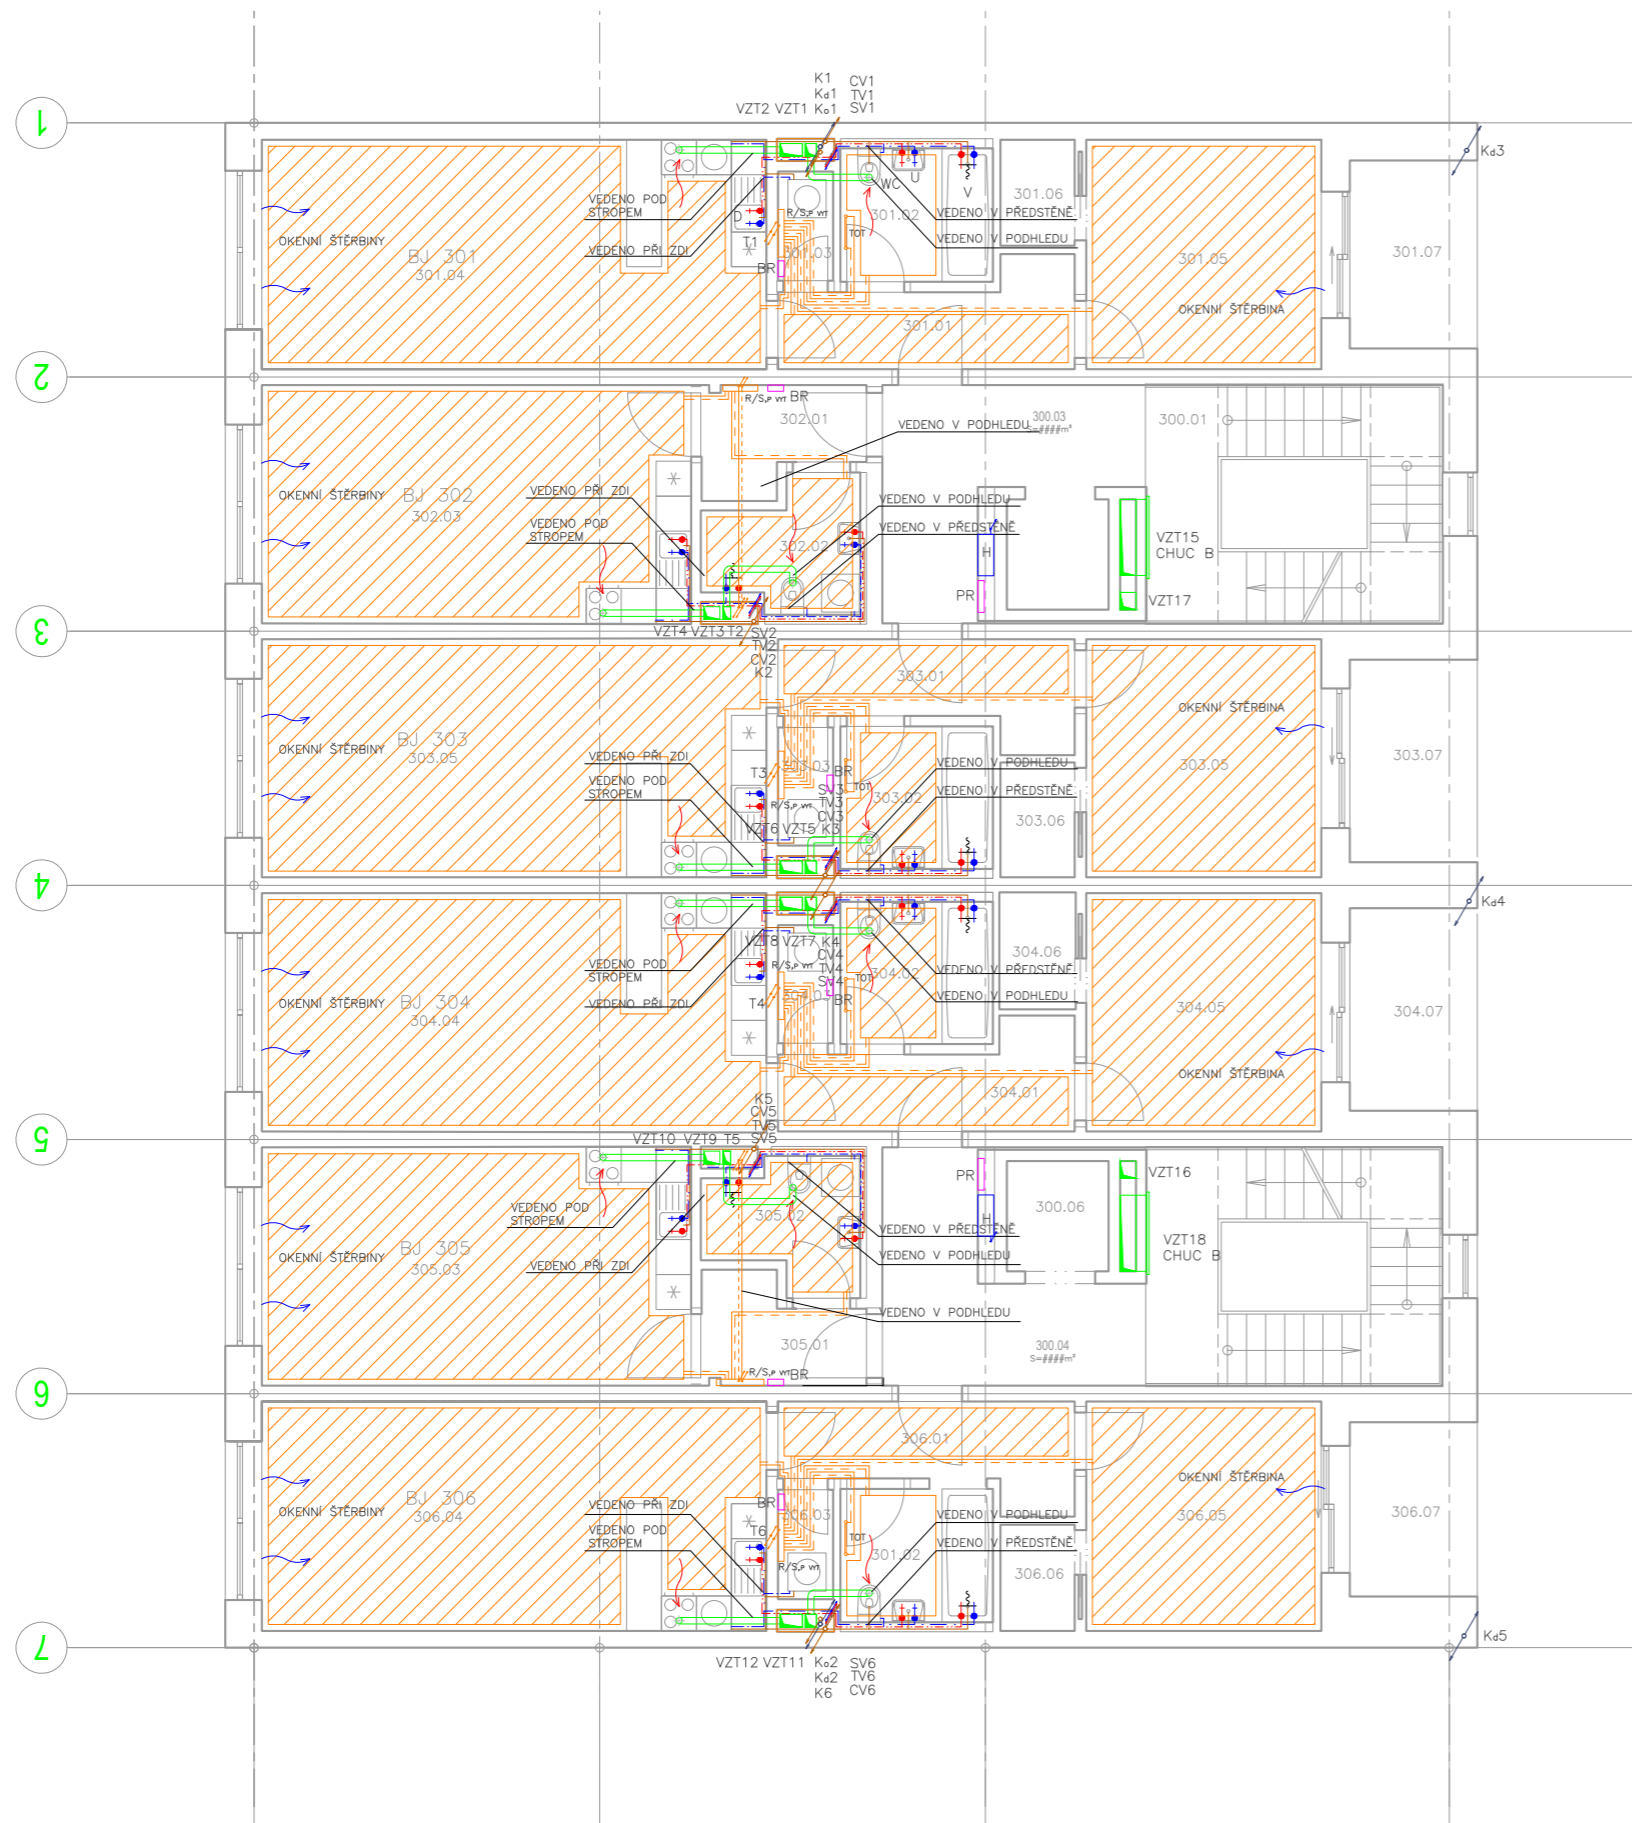 K1 CV1
Kd1 TV1
VZT2 VZT1 Ko1 SV1
1
Kd3
VEDENO POD
STROPEM
D
WC
U
V
301.06
R/S,P VYT
301.02
VEDENO V PŘEDSTĚNĚ
OKENNÍ ŠTĚRBINY
VEDENO PŘI ZDI
T1
TOT
VEDENO V PODHLEDU
BJ 301
301.04
BR
301.03
301.05
301.07
OKENNÍ ŠTĚRBINA
301.01
2
R/S,P VYT
BR
302.01
300.03
S=####m²
300.01
VEDENO V PODHLEDU
OKENNÍ ŠTĚRBINY
BJ 302
302.03
VEDENO PŘI ZDI
VEDENO V PODHLEDU
VEDENO POD
STROPEM
VEDENO V PŘEDSTĚNĚ
302.02
H
VZT15
CHUC B
PR
VZT17
3
VZT4 VZT3 T2 SV2
TV2
CV2
K2
303.01
OKENNÍ ŠTĚRBINA
OKENNÍ ŠTĚRBINY
BJ 303
303.05
VEDENO PŘI ZDI
VEDENO POD
STROPEM
T3
303.03
BR
TOT
VEDENO V PODHLEDU
303.05
303.07
SV3
TV3
CV3
R/S,P VYT
303.02
VEDENO V PŘEDSTĚNĚ
303.06
VZT6 VZT5 K3
4
Kd4
VZT8 VZT7 K4
CV4
TV4
SV4
304.06
VEDENO POD
STROPEM
R/S,P VYT
TOT
304.02
VEDENO V PŘEDSTĚNĚ
OKENNÍ ŠTĚRBINY
BJ 304
304.04
VEDENO PŘI ZDI
T4
304.03
BR
VEDENO V PODHLEDU
304.05
304.07
OKENNÍ ŠTĚRBINA
304.01
K5
CV5
TV5
5
VZT10 VZT9 T5 SV5
PR
VZT16
VEDENO POD
STROPEM
305.02
300.06
H
VEDENO V PŘEDSTĚNĚ
VZT18
CHUC B
OKENNÍ ŠTĚRBINY
BJ 305
305.03
VEDENO PŘI ZDI
VEDENO V PODHLEDU
VEDENO V PODHLEDU
305.01
300.04
S=####m²
R/S,P VYT
BR
6
306.01
OKENNÍ ŠTĚRBINA
OKENNÍ ŠTĚRBINY
BJ 306
306.04
VEDENO PŘI ZDI
BR
306.03
VEDENO V PODHLEDU
306.05
306.07
VEDENO POD
STROPEM
T6
TOT
VEDENO V PŘEDSTĚNĚ
301.02
R/S,P VYT
306.06
7
Kd5
VZT12 VZT11 Ko2 SV6
Kd2 TV6
K6 CV6